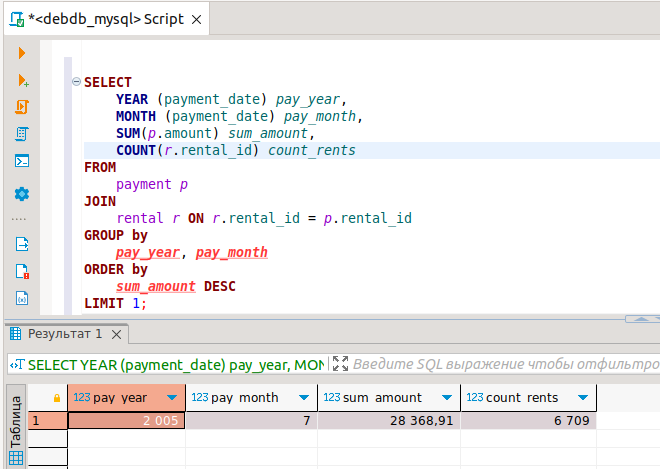 *<debdb_mysql> Script
SELECT
YEAR (payment_date) pay_year,
MONTH (payment_date) pay_month,
SUM(p.amount) sum_amount,
COUNT(r.rental_id) count_rents
FROM
payment p
JOIN
rental r ON r.rental_id = p.rental_id
GROUP by
pay_year, pay_month
ORDER by
sum_amount DESC
LIMIT 1;
Результат 1
SELECT YEAR (payment_date) pay_year, MON
Введите SQL выражение чтобы отфильтро
Таблица
123 pay_year 123 pay_month 123 sum_amount 123 count_rents
1 2 005 7 28 368,91 6 709